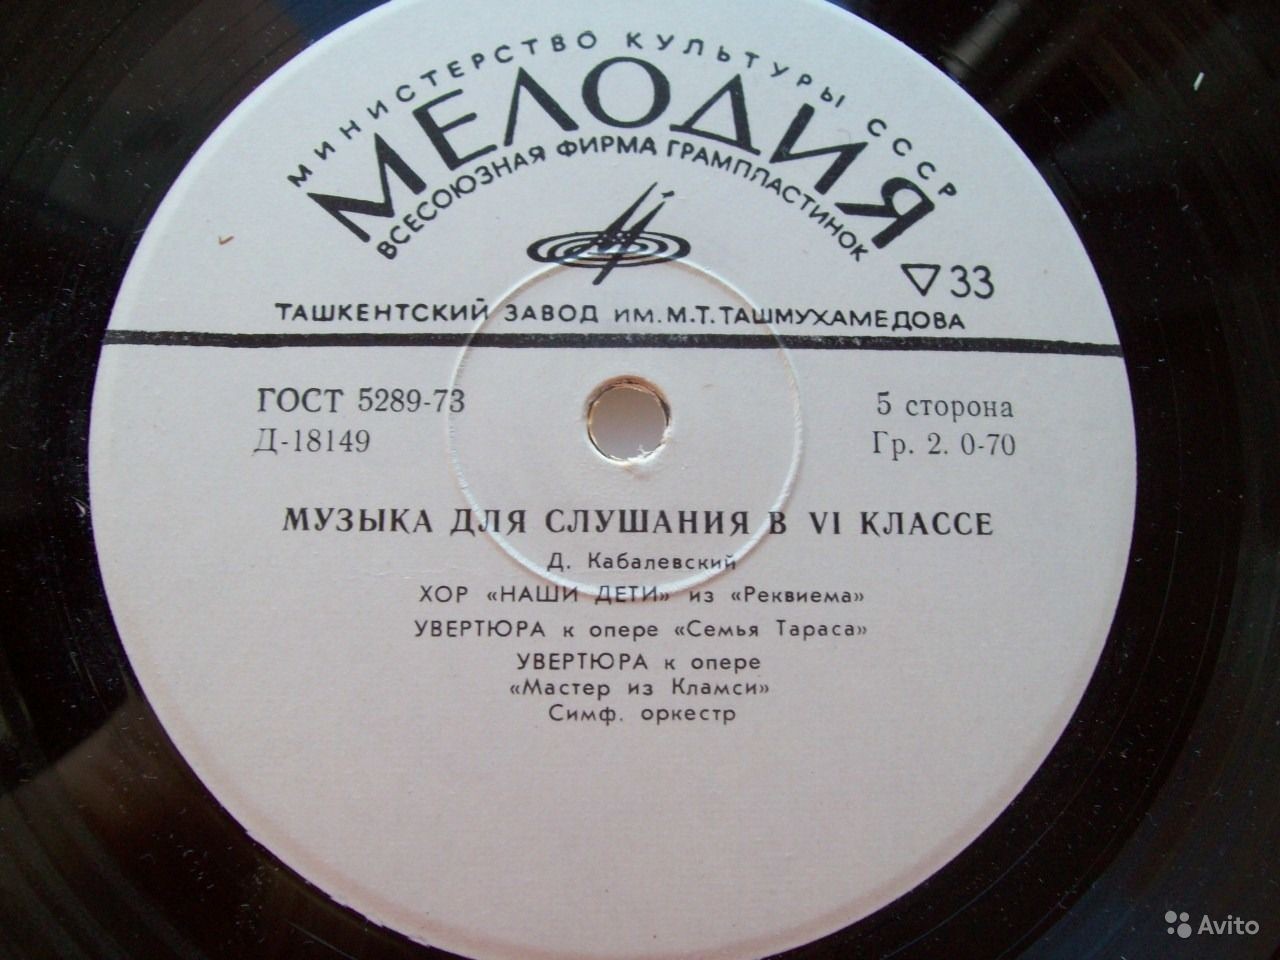 МИНИСТЕРСТВО КУЛЬТУРЫ СССР
МЕЛОДИЯ
ВСЕСОЮЗНАЯ ФИРМА ГРАМПЛАСТИНОК
▽33
ТАШКЕНТСКИЙ ЗАВОД ИМ. М.Т. ТАШМУХАМЕДОВА
ГОСТ 5289-73
5 сторона
Д-18149
Гр. 2. 0-70
МУЗЫКА ДЛЯ СЛУШАНИЯ В VI КЛАССЕ
Д. Кабалевский
ХОР «НАШИ ДЕТИ» из «Реквиема»
УВЕРТЮРА к опере «Семья Тараса»
УВЕРТЮРА к опере
«Мастер из Кламси»
Симф. оркестр
Avito